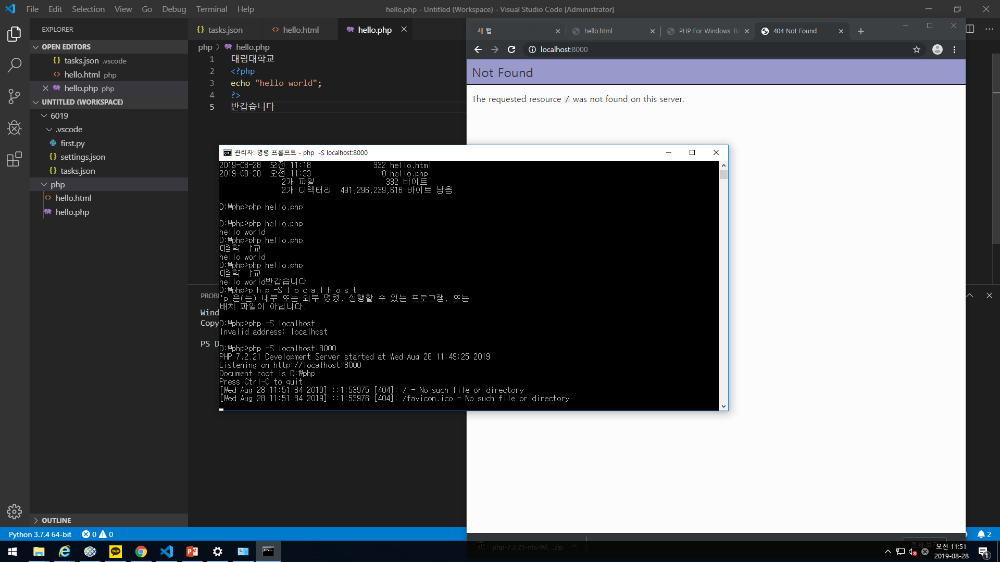 File Edit Selection View Go Debug Terminal Help
hello.php - Untitled (Workspace) - Visual Studio Code [Administrator]
EXPLORER
OPEN EDITORS
tasks.json .vscode
hello.html php
hello.php php
UNTITLED (WORKSPACE)
6019
.vscode
first.py
settings.json
tasks.json
php
hello.html
hello.php
OUTLINE
tasks.json hello.html hello.php
php > hello.php
1 대림대학교
2 <?php
3 echo "hello world";
4 ?>
5 반갑습니다
새 탭 hello.html PHP For Windows: 404 Not Found
localhost:8000
Not Found
The requested resource / was not found on this server.
관리자: 명령 프롬프트 - php -S localhost:8000
2019-08-28 오전 11:18 332 hello.html
2019-08-28 오전 11:33 0 hello.php
2개 파일 332 바이트
2개 디렉터리 491,296,239,616 바이트 남음
D:\php>php hello.php
D:\php>php hello.php
hello world
D:\php>php hello.php
hello world
D:\php>php hello.php
hello world반갑습니다
D:\php>p h p -S l o c a l h o s t
'p'은(는) 내부 또는 외부 명령, 실행할 수 있는 프로그램, 또는
배치 파일이 아닙니다.
D:\php>php -S localhost
Invalid address: localhost
D:\php>php -S localhost:8000
PHP 7.2.21 Development Server started at Wed Aug 28 11:49:25 2019
Listening on http://localhost:8000
Document root is D:\php
Press Ctrl-C to quit.
[Wed Aug 28 11:51:34 2019] ::1:53975 [404]: / - No such file or directory
[Wed Aug 28 11:51:34 2019] ::1:53976 [404]: /favicon.ico - No such file or directory
PROB
Wind
Copy
PS D
php-7.2.21-nts-Wi....zip
Python 3.7.4 64-bit 0 0
2
TALK
오전 11:51
2019-08-28
1